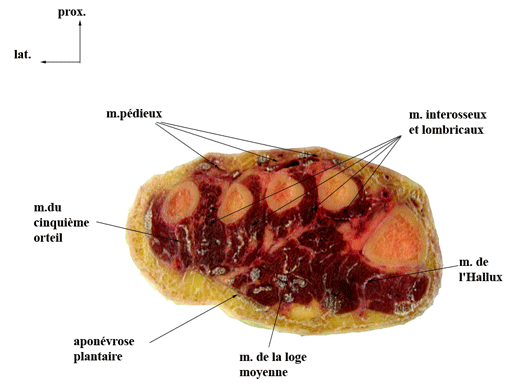 prox.
lat.
m.pédieux
m. interosseux
et lombricaux
m.du
cinquième
orteil
m. de
l'Hallux
aponévrose
plantaire
m. de la loge
moyenne